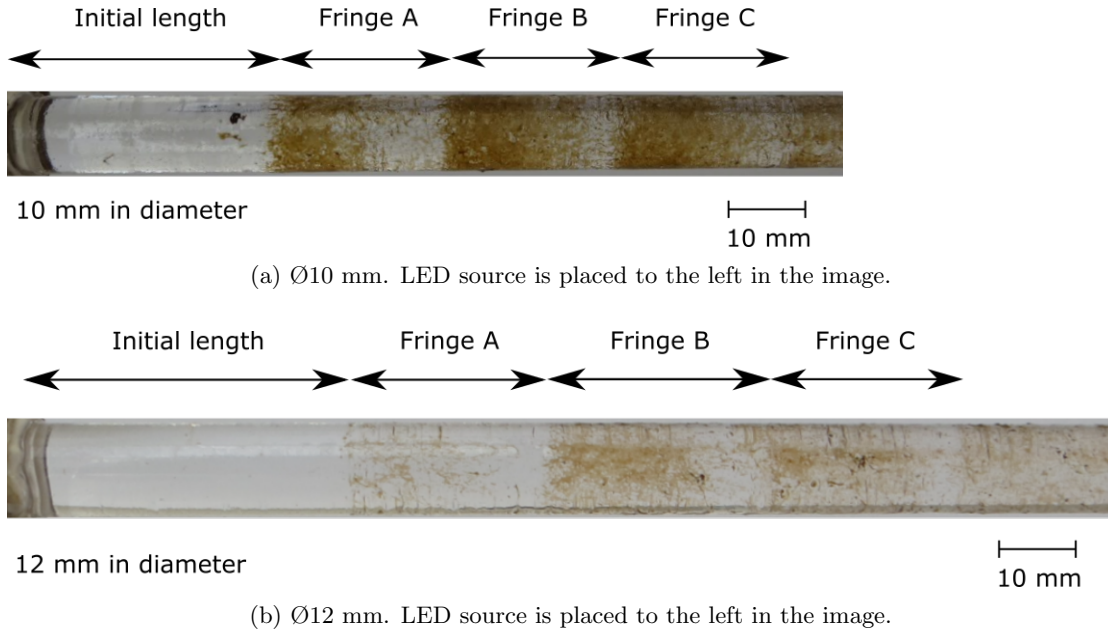 Initial length Fringe A Fringe B Fringe C
10 mm in diameter
10 mm
(a) Ø10 mm. LED source is placed to the left in the image.
Initial length Fringe A Fringe B Fringe C
12 mm in diameter
10 mm
(b) Ø12 mm. LED source is placed to the left in the image.